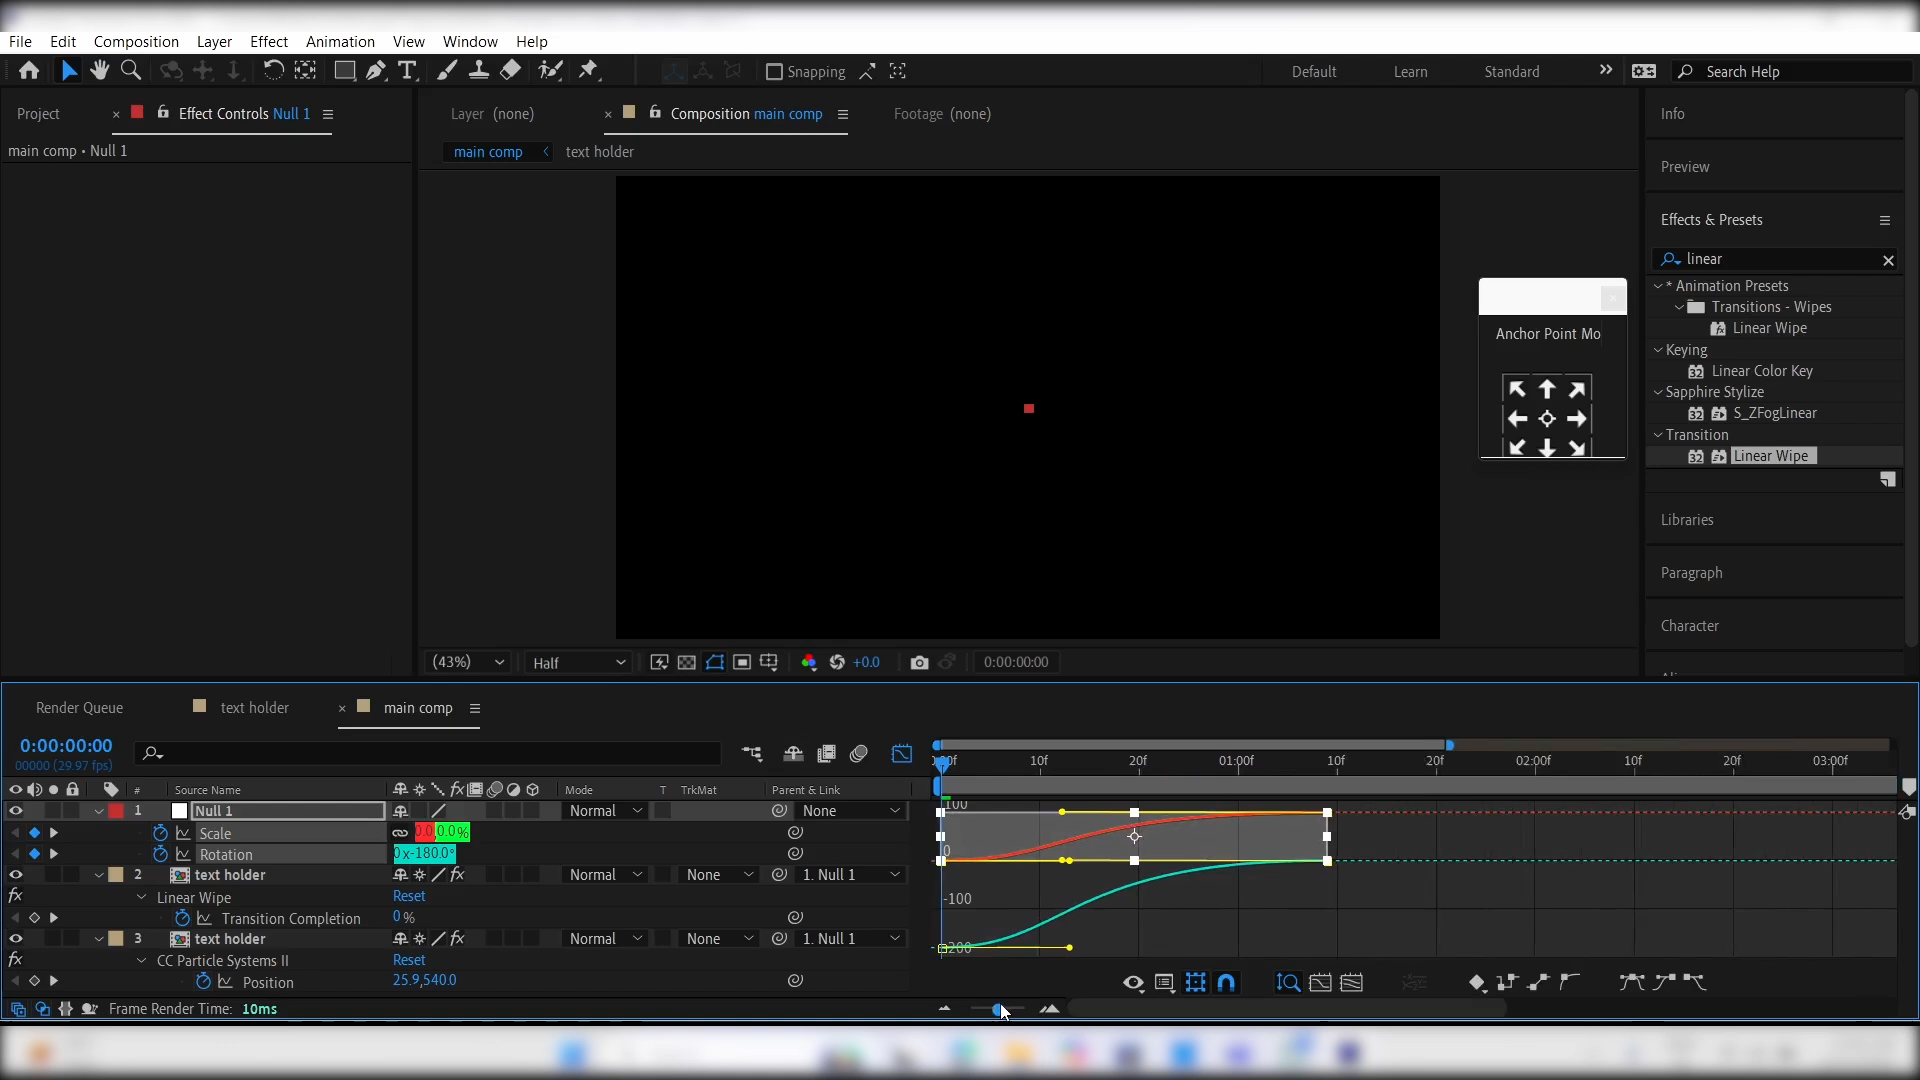 File Edit Composition Layer Effect Animation View Window Help
Snapping Default Learn Standard Search Help
Project Effect Controls Null 1 Layer (none) Composition main comp Footage (none) Info
main comp • Null 1 main comp text holder
Preview
Effects & Presets
linear
* Animation Presets
Transitions - Wipes
Anchor Point Mo Linear Wipe
Keying
Linear Color Key
Sapphire Stylize
S_ZFogLinear
Transition
Linear Wipe
Libraries
Paragraph
Character
(43%) Half +0.0 0:00:00:00
Render Queue text holder main comp
0:00:00:00
00000 (29.97 fps)
10f 20f 01:00f 10f 20f 02:00f 10f 20f 03:00f
# Source Name Mode T TrkMat Parent & Link
1 Null 1 Normal None 100
Scale 0.0,0.0%
Rotation 0x-180.0° 0
2 text holder Normal None 1. Null 1
fx Linear Wipe Reset -100
Transition Completion 0 %
3 text holder Normal None 1. Null 1 -200
fx CC Particle Systems II Reset
Position 25.9,540.0
Frame Render Time: 10ms